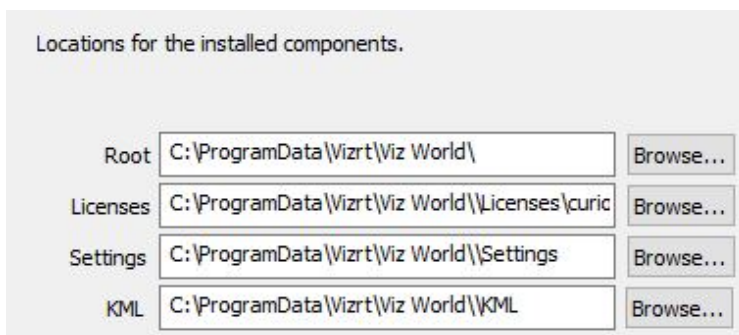 Locations for the installed components.
Root C:\ProgramData\Vizrt\Viz World\ Browse...
Licenses C:\ProgramData\Vizrt\Viz World\\Licenses\curic Browse...
Settings C:\ProgramData\Vizrt\Viz World\\Settings Browse...
KML C:\ProgramData\Vizrt\Viz World\\KML Browse...